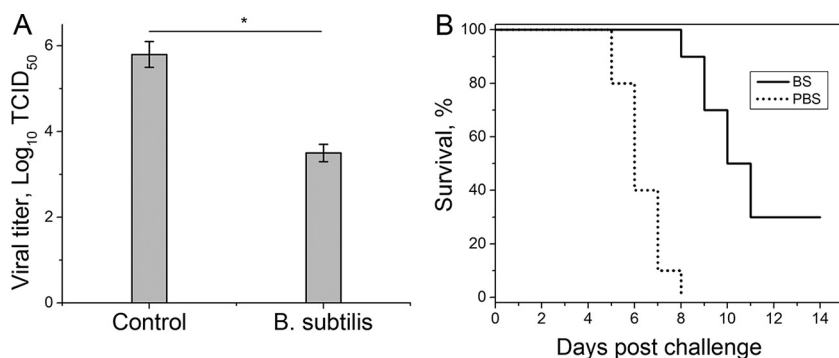 A
*
Viral titer, Log10 TCID50
6
4
2
0
Control B. subtilis
B
Survival, %
100
80
60
40
20
0
BS
PBS
0 2 4 6 8 10 12 14
Days post challenge